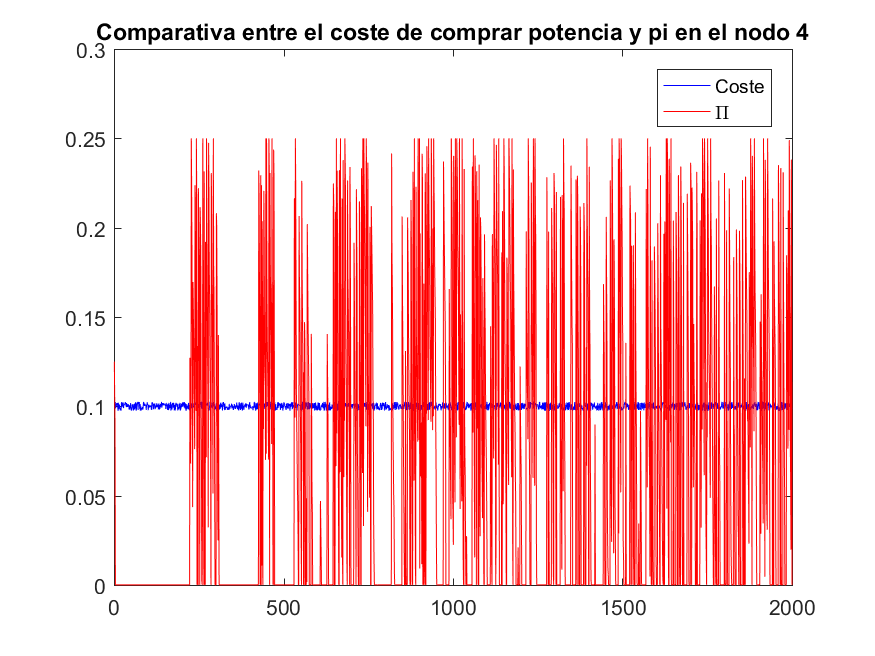 Comparativa entre el coste de comprar potencia y pi en el nodo 4
0.3
0.25
0.2
0.15
0.1
0.05
0
0 500 1000 1500 2000
Coste
Π